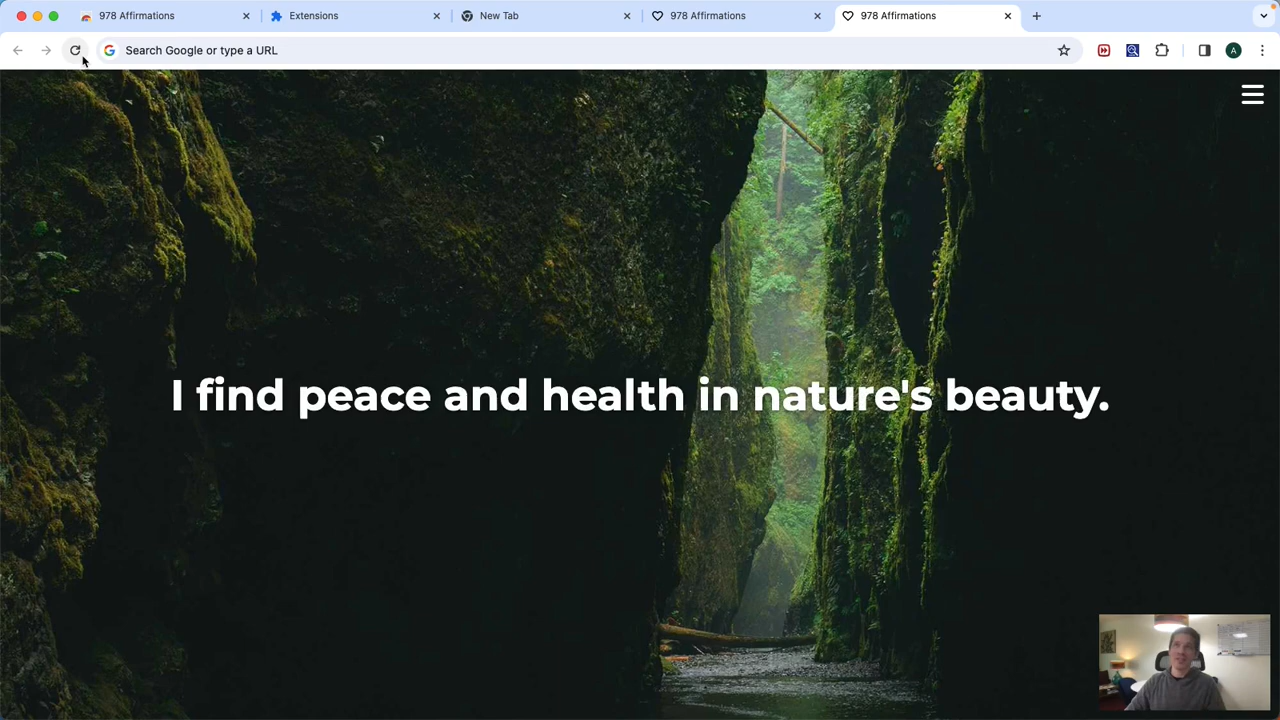 978 Affirmations
Extensions
New Tab
978 Affirmations
978 Affirmations
Search Google or type a URL
A
I find peace and health in nature's beauty.